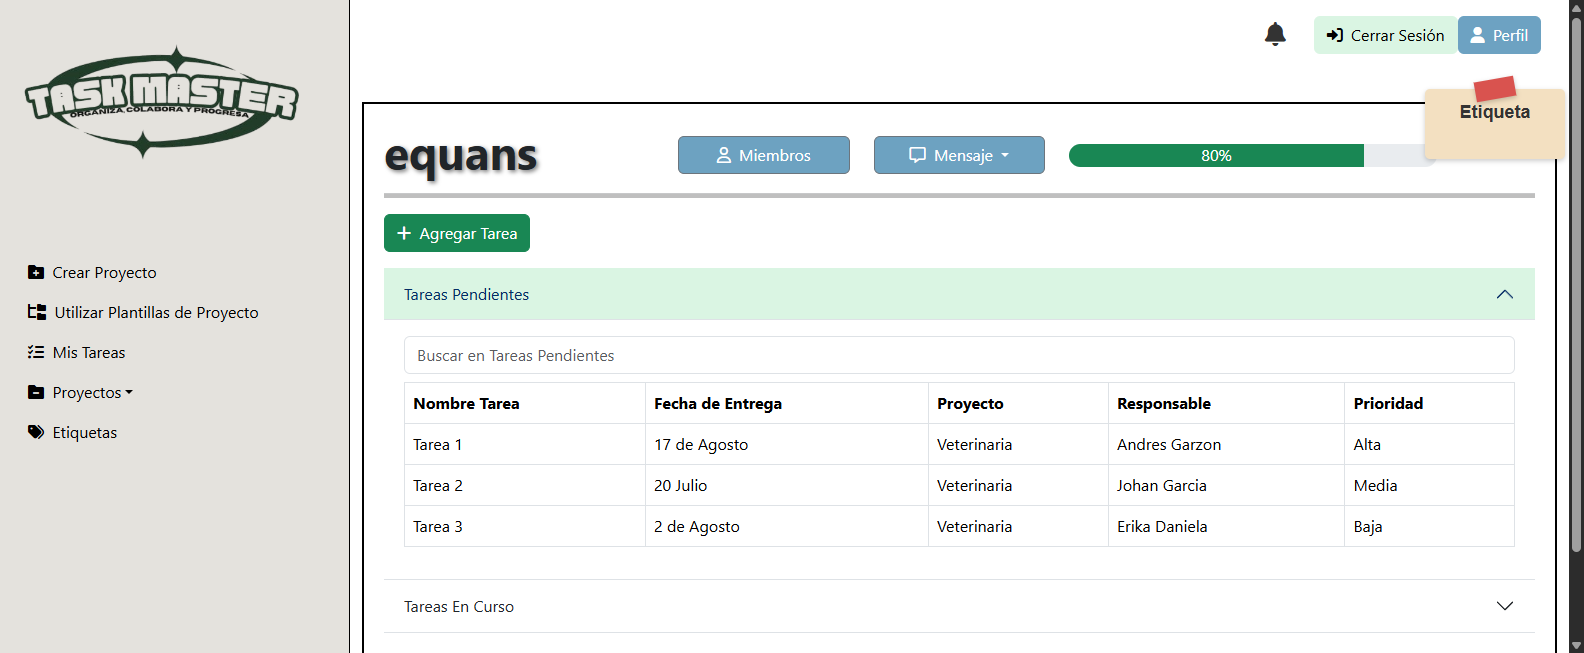 Cerrar Sesión
Perfil
TASK MASTER
ORGANIZA, COLABORA Y PROGRESA
Etiqueta
equans
Miembros
Mensaje
80%
Agregar Tarea
Crear Proyecto
Utilizar Plantillas de Proyecto
Mis Tareas
Proyectos
Etiquetas
Tareas Pendientes
Buscar en Tareas Pendientes
Nombre Tarea Fecha de Entrega Proyecto Responsable Prioridad
Tarea 1 17 de Agosto Veterinaria Andres Garzon Alta
Tarea 2 20 Julio Veterinaria Johan Garcia Media
Tarea 3 2 de Agosto Veterinaria Erika Daniela Baja
Tareas En Curso